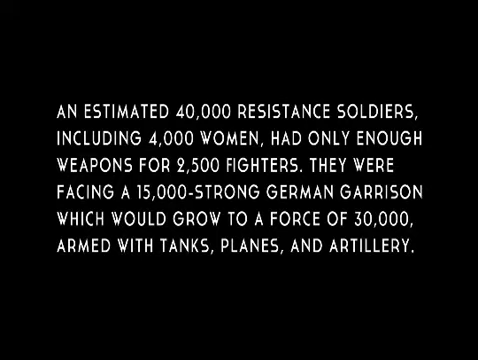 AN ESTIMATED 40,000 RESISTANCE SOLDIERS,
INCLUDING 4,000 WOMEN, HAD ONLY ENOUGH
WEAPONS FOR 2,500 FIGHTERS. THEY WERE
FACING A 15,000-STRONG GERMAN GARRISON
WHICH WOULD GROW TO A FORCE OF 30,000,
ARMED WITH TANKS, PLANES, AND ARTILLERY.